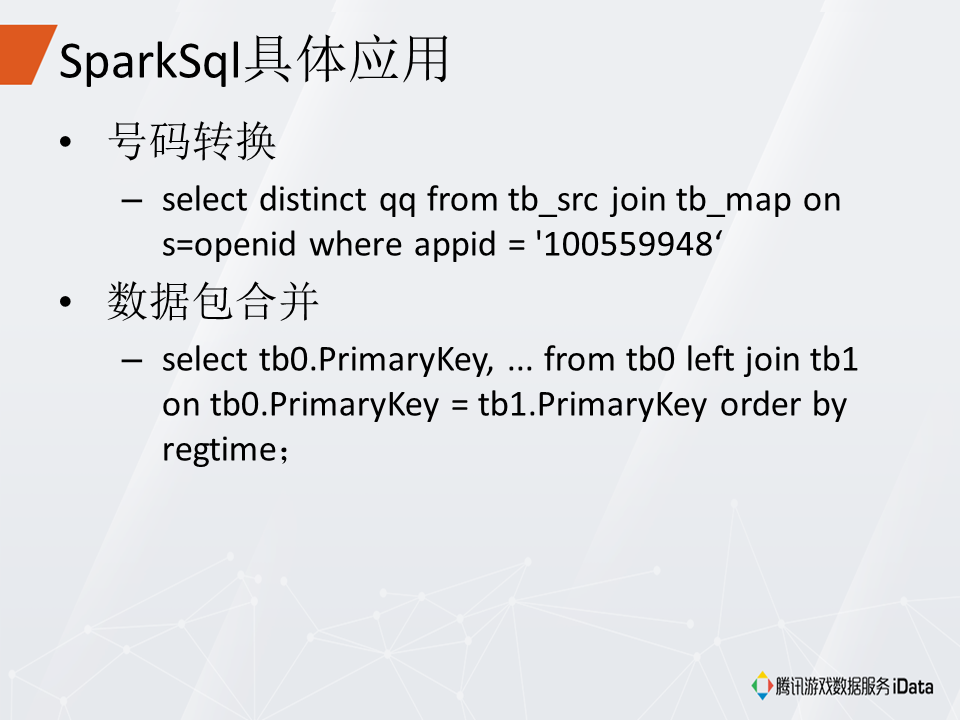 SparkSql具体应用
• 号码转换
– select distinct qq from tb_src join tb_map on
s=openid where appid = '100559948‘
• 数据包合并
– select tb0.PrimaryKey, ... from tb0 left join tb1
on tb0.PrimaryKey = tb1.PrimaryKey order by
regtime；
腾讯游戏数据服务 iData